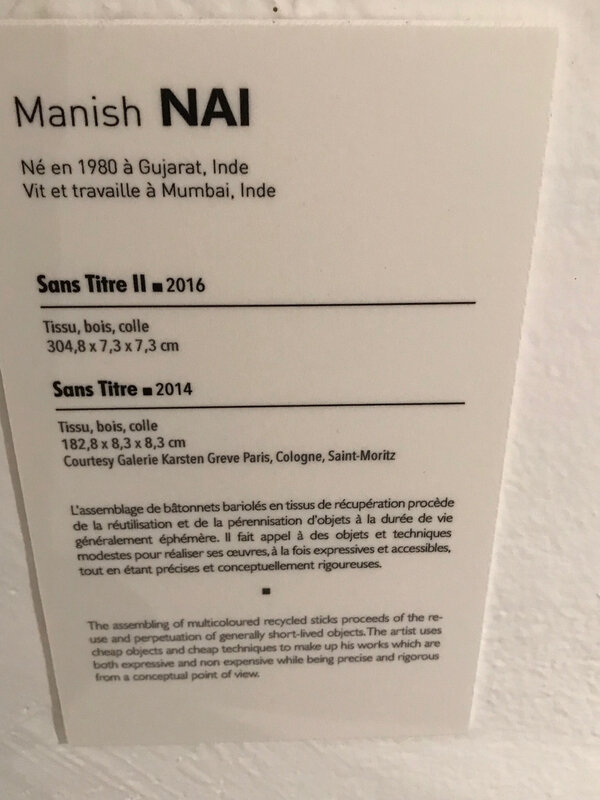 Manish NAI
Né en 1980 à Gujarat, Inde
Vit et travaille à Mumbai, Inde
Sans Titre II ■ 2016
Tissu, bois, colle
304,8 x 7,3 x 7,3 cm
Sans Titre ■ 2014
Tissu, bois, colle
182,8 x 8,3 x 8,3 cm
Courtesy Galerie Karsten Greve Paris, Cologne, Saint-Moritz
L'assemblage de bâtonnets bariolés en tissus de récupération procède
de la réutilisation et de la pérennisation d'objets à la durée de vie
généralement éphémère. Il fait appel à des objets et techniques
modestes pour réaliser ses œuvres, à la fois expressives et accessibles,
tout en étant précises et conceptuellement rigoureuses.
■
The assembling of multicoloured recycled sticks proceeds of the re-
use and perpetuation of generally short-lived objects. The artist uses
cheap objects and cheap techniques to make up his works which are
both expressive and non expensive while being precise and rigorous
from a conceptual point of view.